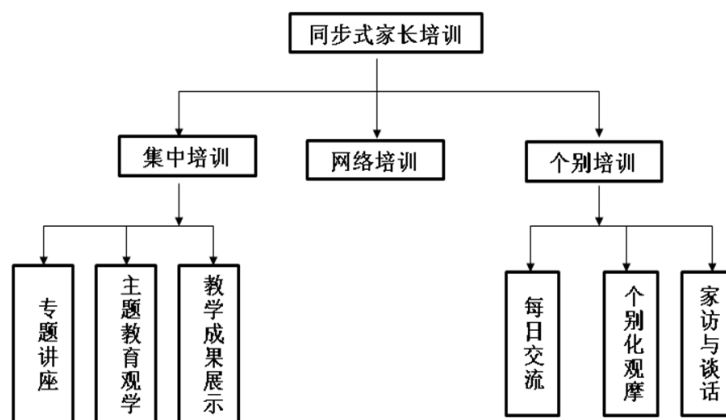 同步式家长培训
集中培训
网络培训
个别培训
专题讲座
主题教育观学
教学成果展示
每日交流
个别化观摩
家访与谈话